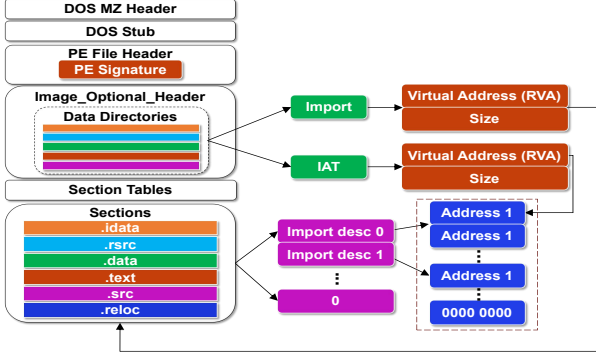 DOS MZ Header
DOS Stub
PE File Header
PE Signature
Image_Optional_Header
Data Directories
Section Tables
Sections
.idata
.rsrc
.data
.text
.src
.reloc
Import
Virtual Address (RVA)
Size
IAT
Virtual Address (RVA)
Size
Import desc 0
Import desc 1
0
Address 1
Address 1
Address 1
0000 0000